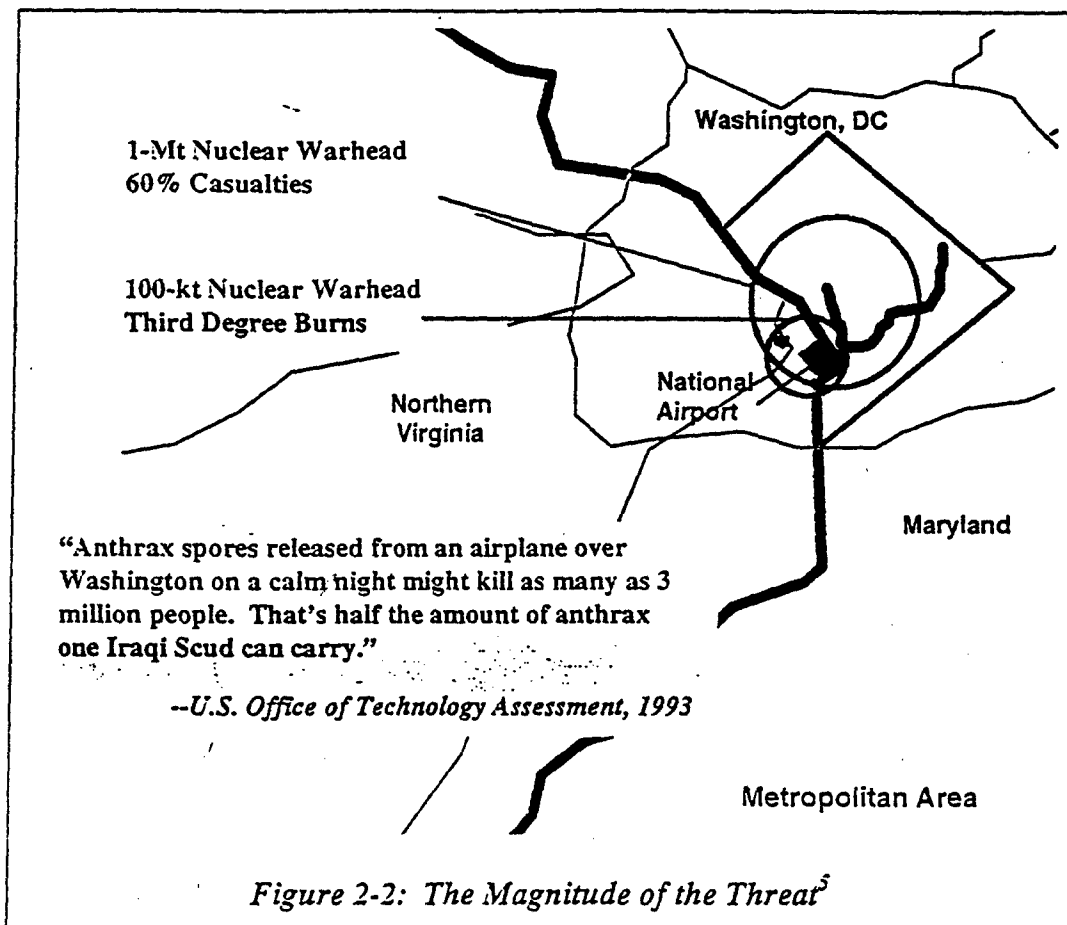 Washington, DC
1-Mt Nuclear Warhead
60% Casualties
100-kt Nuclear Warhead
Third Degree Burns
National
Airport
Northern
Virginia
Maryland
“Anthrax spores released from an airplane over
Washington on a calm night might kill as many as 3
million people. That's half the amount of anthrax
one Iraqi Scud can carry.”
--U.S. Office of Technology Assessment, 1993
Metropolitan Area
Figure 2-2: The Magnitude of the Threat5